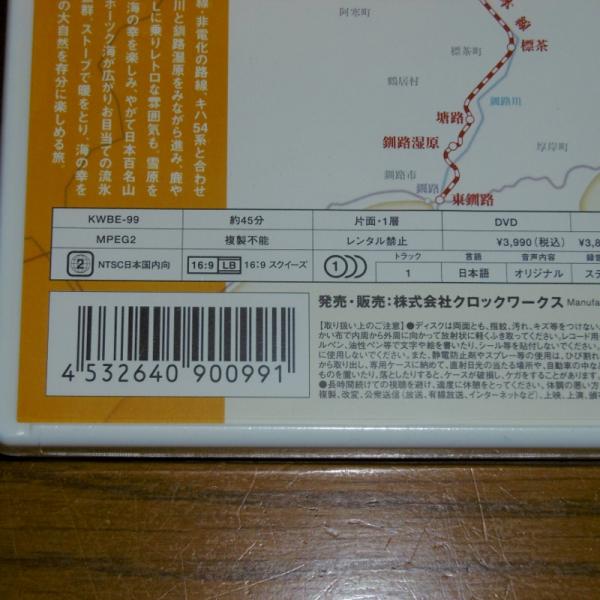 線、非電化の路線、キハ54系と合わせ
川と釧路湿原をみながら進み、鹿や
しに乗りレトロな雰囲気も。雪原を
海の幸を楽しみ、やがて日本百名山
ホーツク海が広がりお目当ての流氷
群、ストーブで暖をとり、海の幸を
の大自然を存分に楽しめる旅。
阿寒町
標茶
標茶町
鶴居村
釧路川
塘路
釧路湿原
厚岸町
釧路市
釧路
東釧路
KWBE-99 約45分 片面・1層 DVD
MPEG2 複製不能 レンタル禁止 ¥3,990(税込) ¥3,8
2 NTSC日本国内向 16:9 LB 16:9 スクイーズ トラック 言語 音声内容 録音
1 日本語 オリジナル ステ
発売・販売:株式会社クロックワークス Manufa
4 532640 900991
【取り扱い上のご注意】●ディスクは両面とも、指紋、汚れ、キズ等をつけない
かい布で内周から外周に向かって放射状に軽くふき取ってください。レコード用
ルペン、油性ペン等で文字や絵を書いたり、シール等を貼付しないでください。
に使用しないでください。また、静電防止剤やスプレー等の使用は、ひび割れ
から取り出し、専用ケースに納めて、直射日光の当たる場所や、自動車の中な
ものを置いたり、落としたりすると、ケースが破損し、ケガをすることがあります。
●長時間続けての視聴を避け、適度に休憩をとってください。体調の悪い方
複製、改変、公衆送信(放送、有線放送、インターネットなど)、上映、上演、頒